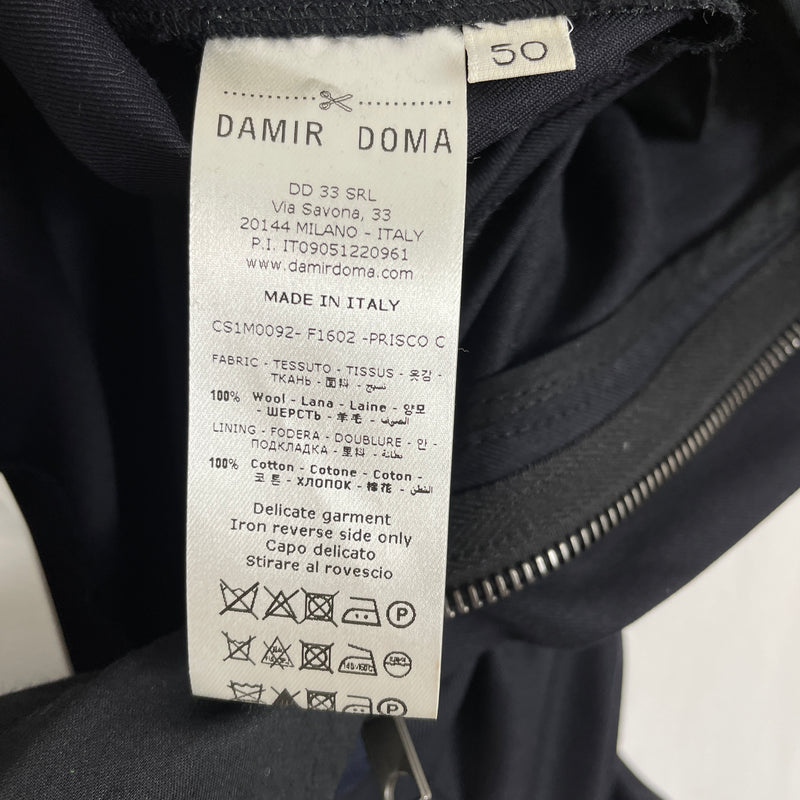 50
DAMIR DOMA
DD 33 SRL
Via Savona, 33
20144 MILANO - ITALY
P.I. IT09051220961
www.damirdoma.com
MADE IN ITALY
CS1M0092- F1602 -PRISCO C
FABRIC - TESSUTO - TISSUS - 옷감 -
ТКАНЬ - 面料 - نسيج
100% Wool - Lana - Laine - 양모
- ШЕРСТЬ - 羊毛 - الصوف
LINING - FODERA - DOUBLURE - 안 -
ПОДКЛАДКА - 里料 - بطانة
100% Cotton - Cotone - Coton -
코튼 - ХЛОПОК - 棉花 - القطن
Delicate garment
Iron reverse side only
Capo delicato
Stirare al rovescio
P
P